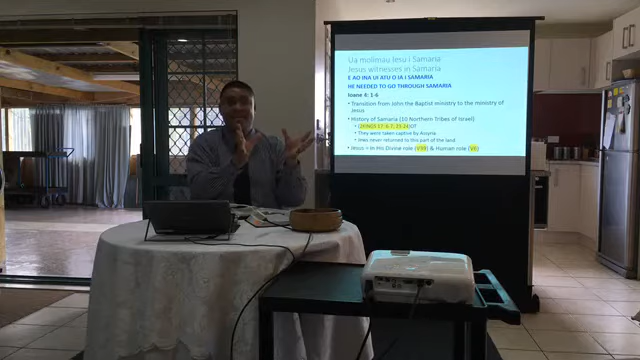 Ua molimau Iesu i Samaria
Jesus witnesses in Samaria
E AO INA UI ATU O IA I SAMARIA
HE NEEDED TO GO THROUGH SAMARIA
Ioane 4: 1-6
• Transition from John the Baptist ministry to the ministry of
Jesus
• History of Samaria (10 Northern Tribes of Israel)
• They were taken captive by Assyria
• Jews never returned to this part of the land
• Jesus = In His Divine role & Human role